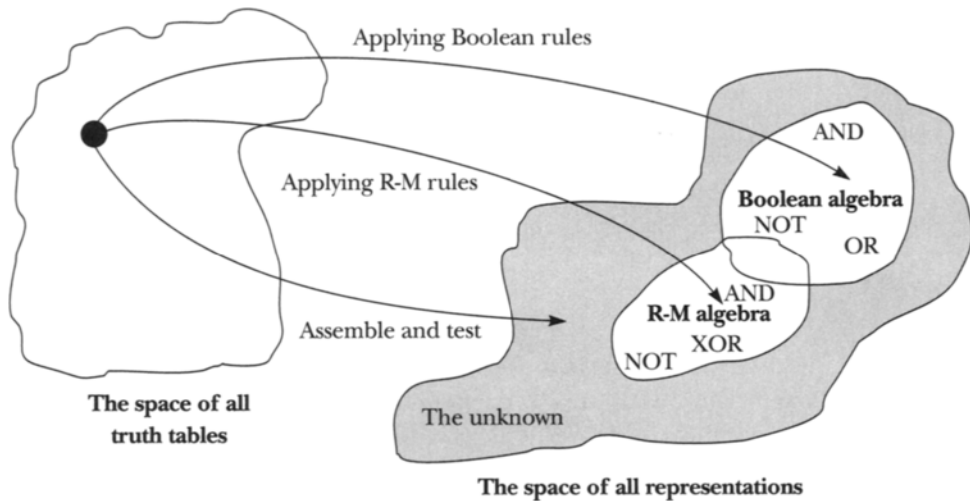 Applying Boolean rules
AND
Applying R-M rules
Boolean algebra
NOT
OR
AND
R-M algebra
XOR
NOT
Assemble and test
The unknown
The space of all
truth tables
The space of all representations